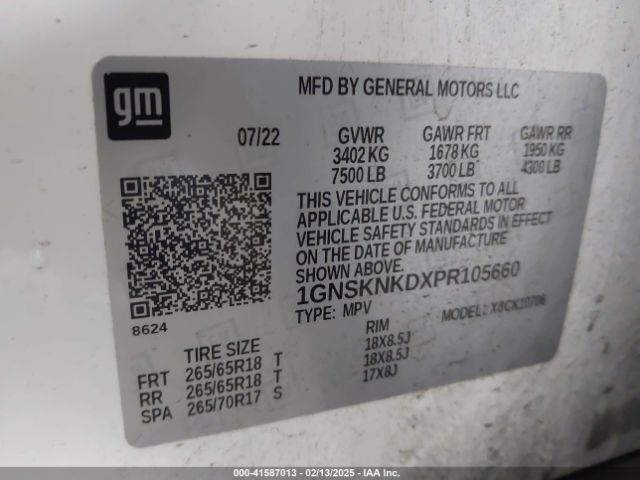 gm
MFD BY GENERAL MOTORS LLC
07/22 GVWR GAWR FRT GAWR RR
3402 KG 1678 KG 1950 KG
7500 LB 3700 LB 4300 LB
THIS VEHICLE CONFORMS TO ALL
APPLICABLE U.S. FEDERAL MOTOR
VEHICLE SAFETY STANDARDS IN EFFECT
ON THE DATE OF MANUFACTURE
SHOWN ABOVE.
1GNSKNKDXPR105660
TYPE: MPV MODEL: X8CK10706
8624
TIRE SIZE RIM
FRT 265/65R18 T 18X8.5J
RR 265/65R18 T 18X8.5J
SPA 265/70R17 S 17X8J
000-41587013 - 02/13/2025 - IAA Inc.